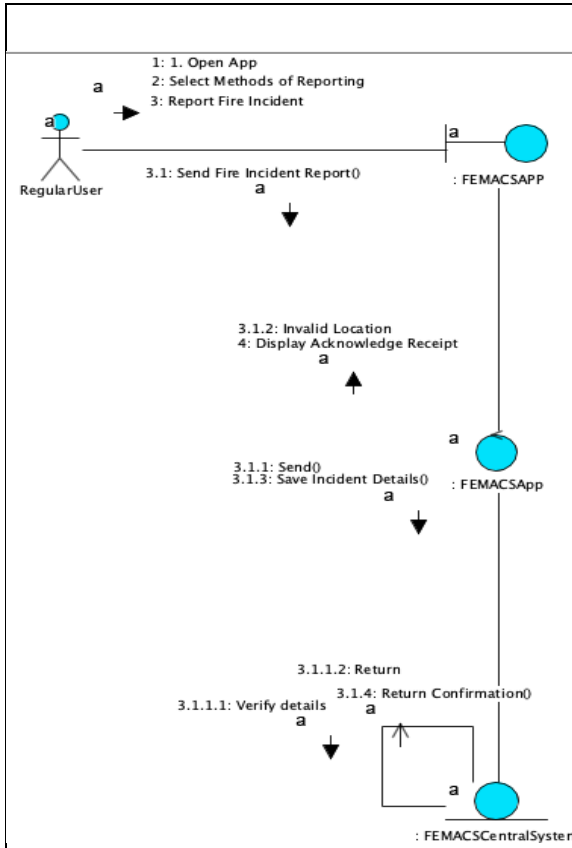 1: 1. Open App
a
2: Select Methods of Reporting
3: Report Fire Incident
a
a
RegularUser
: FEMACSAPP
3.1: Send Fire Incident Report()
a
3.1.2: Invalid Location
4: Display Acknowledge Receipt
a
a
3.1.1: Send()
3.1.3: Save Incident Details()
a
: FEMACSApp
3.1.1.2: Return
3.1.4: Return Confirmation()
3.1.1.1: Verify details
a
a
a
: FEMACSCentralSystem